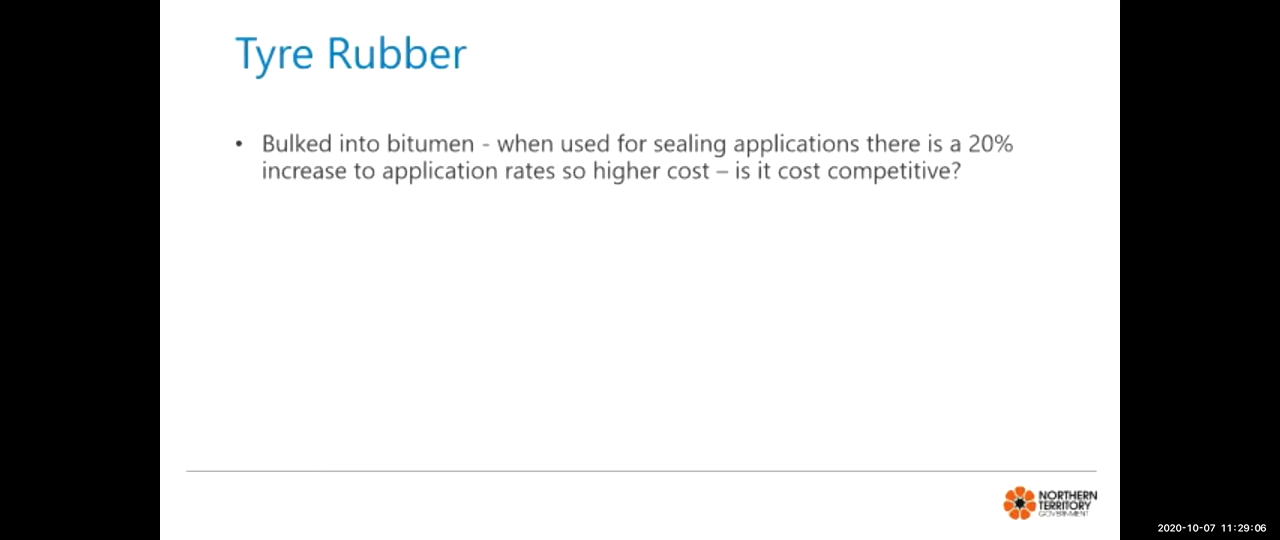 Tyre Rubber
• Bulked into bitumen - when used for sealing applications there is a 20%
increase to application rates so higher cost – is it cost competitive?
NORTHERN
TERRITORY
GOVERNMENT
2020-10-07 11:29:06